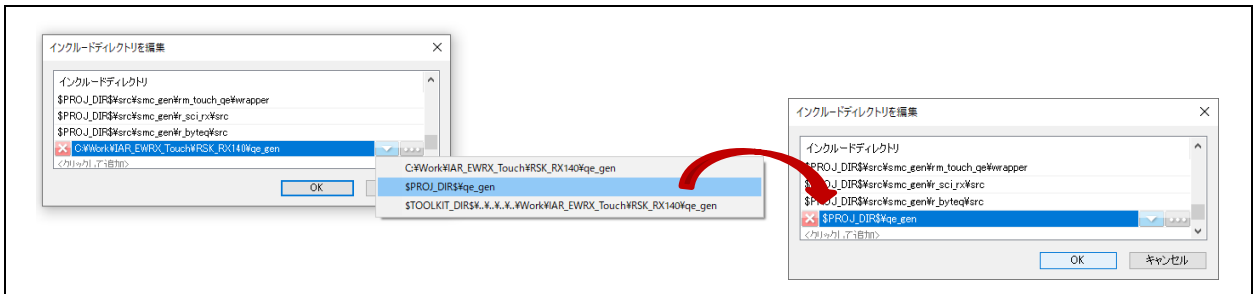 インクルードディレクトリを編集
インクルードディレクトリ
$PROJ_DIR$¥src¥smc_gen¥rm_touch_qe¥wrapper
$PROJ_DIR$¥src¥smc_gen¥r_sci_rx¥src
$PROJ_DIR$¥src¥smc_gen¥r_byteq¥src
C:¥Work¥IAR_EWRX_Touch¥RSK_RX140¥qe_gen
<クリックして追加>
OK
C:¥Work¥IAR_EWRX_Touch¥RSK_RX140¥qe_gen
$PROJ_DIR$¥qe_gen
$TOOLKIT_DIR$¥..¥..¥..¥..¥Work¥IAR_EWRX_Touch¥RSK_RX140¥qe_gen
インクルードディレクトリを編集
インクルードディレクトリ
$PROJ_DIR$¥src¥smc_gen¥rm_touch_qe¥wrapper
$PROJ_DIR$¥src¥smc_gen¥r_sci_rx¥src
$PROJ_DIR$¥src¥smc_gen¥r_byteq¥src
$PROJ_DIR$¥qe_gen
<クリックして追加>
OK
キャンセル